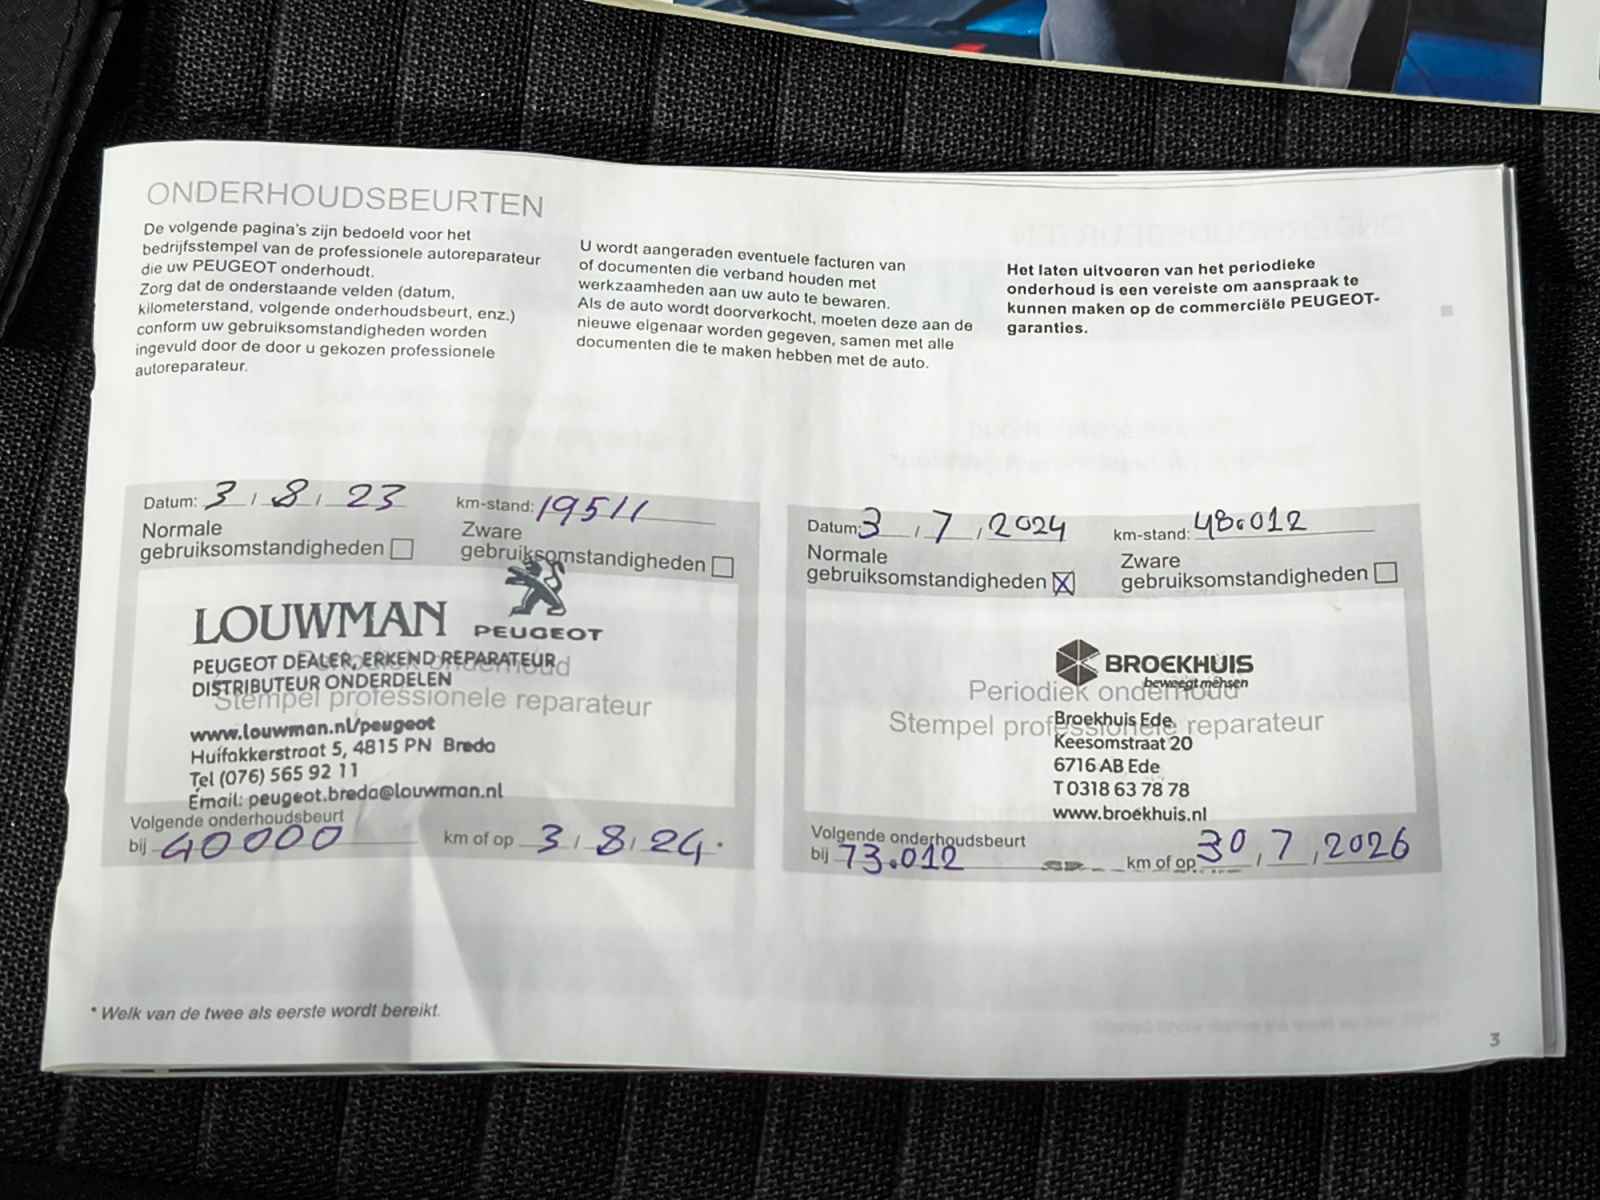 ONDERHOUDSBEURTEN
De volgende pagina's zijn bedoeld voor het
bedrijfsstempel van de professionele autoreparateur
die uw PEUGEOT onderhoudt.
Zorg dat de onderstaande velden (datum,
kilometerstand, volgende onderhoudsbeurt, enz.)
conform uw gebruiksomstandigheden worden
ingevuld door de door u gekozen professionele
autoreparateur.
U wordt aangeraden eventuele facturen van
of documenten die verband houden met
werkzaamheden aan uw auto te bewaren.
Als de auto wordt doorverkocht, moeten deze aan de
nieuwe eigenaar worden gegeven, samen met alle
documenten die te maken hebben met de auto.
Het laten uitvoeren van het periodieke
onderhoud is een vereiste om aanspraak te
kunnen maken op de commerciële PEUGEOT-
garanties.
Datum: 3 / 8 / 23 km-stand: 19511
Normale
gebruiksomstandigheden
Zware
gebruiksomstandigheden
LOUWMAN PEUGEOT
PEUGEOT DEALER, ERKEND REPARATEUR
DISTRIBUTEUR ONDERDELEN
Periodiek onderhoud
Stempel professionele reparateur
www.louwman.nl/peugeot
Huifakkerstraat 5, 4815 PN Breda
Tel (076) 565 92 11
Email: peugeot.breda@louwman.nl
Volgende onderhoudsbeurt
bij 40000 km of op 3 / 8 / 24 *
Datum: 3 / 7 / 2024 km-stand: 48.012
Normale
gebruiksomstandigheden X
Zware
gebruiksomstandigheden
BROEKHUIS
beweegt mensen
Periodiek onderhoud
Stempel professionele reparateur
Broekhuis Ede
Keesomstraat 20
6716 AB Ede
T 0318 63 78 78
www.broekhuis.nl
Volgende onderhoudsbeurt
bij 73.012 km of op 30 / 7 / 2026
* Welk van de twee als eerste wordt bereikt.
3